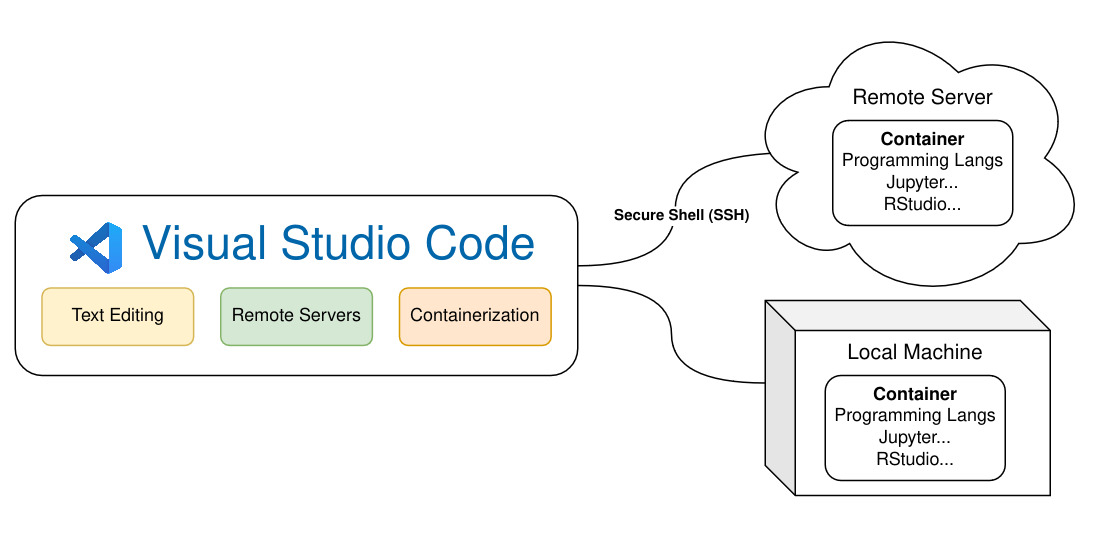 Visual Studio Code
Text Editing
Remote Servers
Containerization
Secure Shell (SSH)
Remote Server
Container
Programming Langs
Jupyter...
RStudio...
Local Machine
Container
Programming Langs
Jupyter...
RStudio...